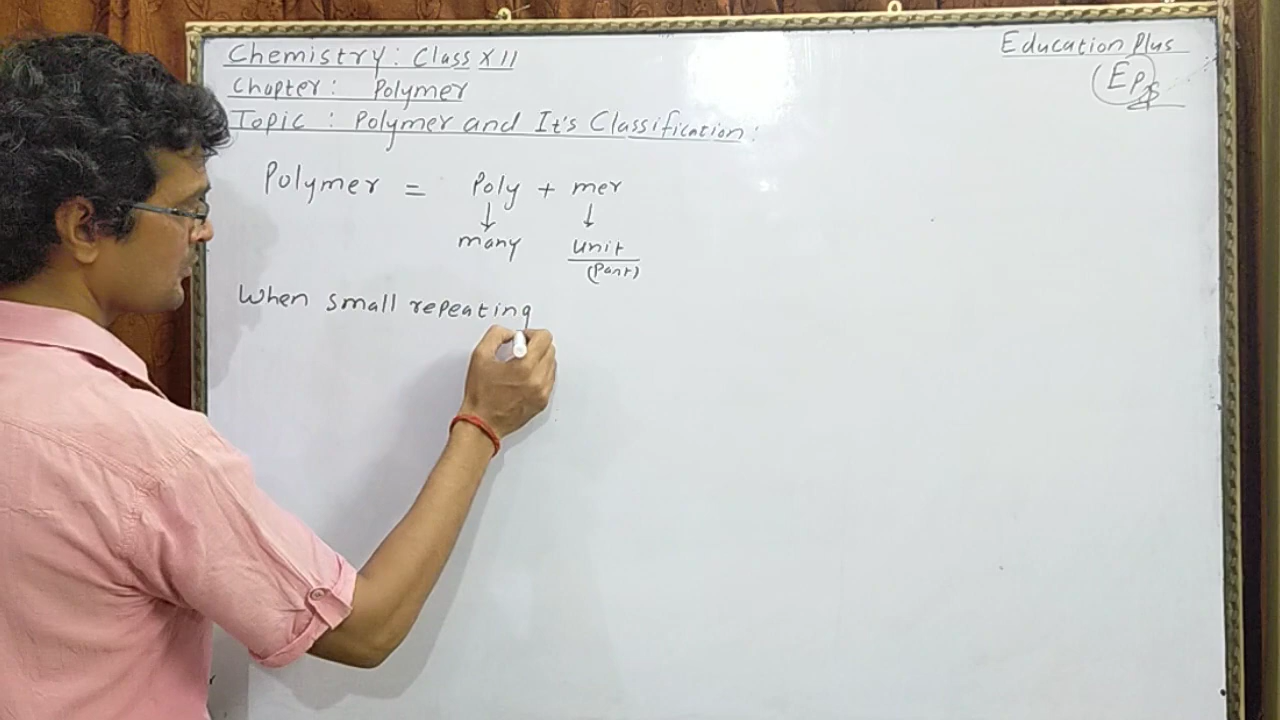 Chemistry: Class XII
Education Plus
Chapter: Polymer
Ep
Topic: Polymer and It's Classification:
Polymer = Poly + mer
↓ ↓
many Unit
(Part)
When small repeating